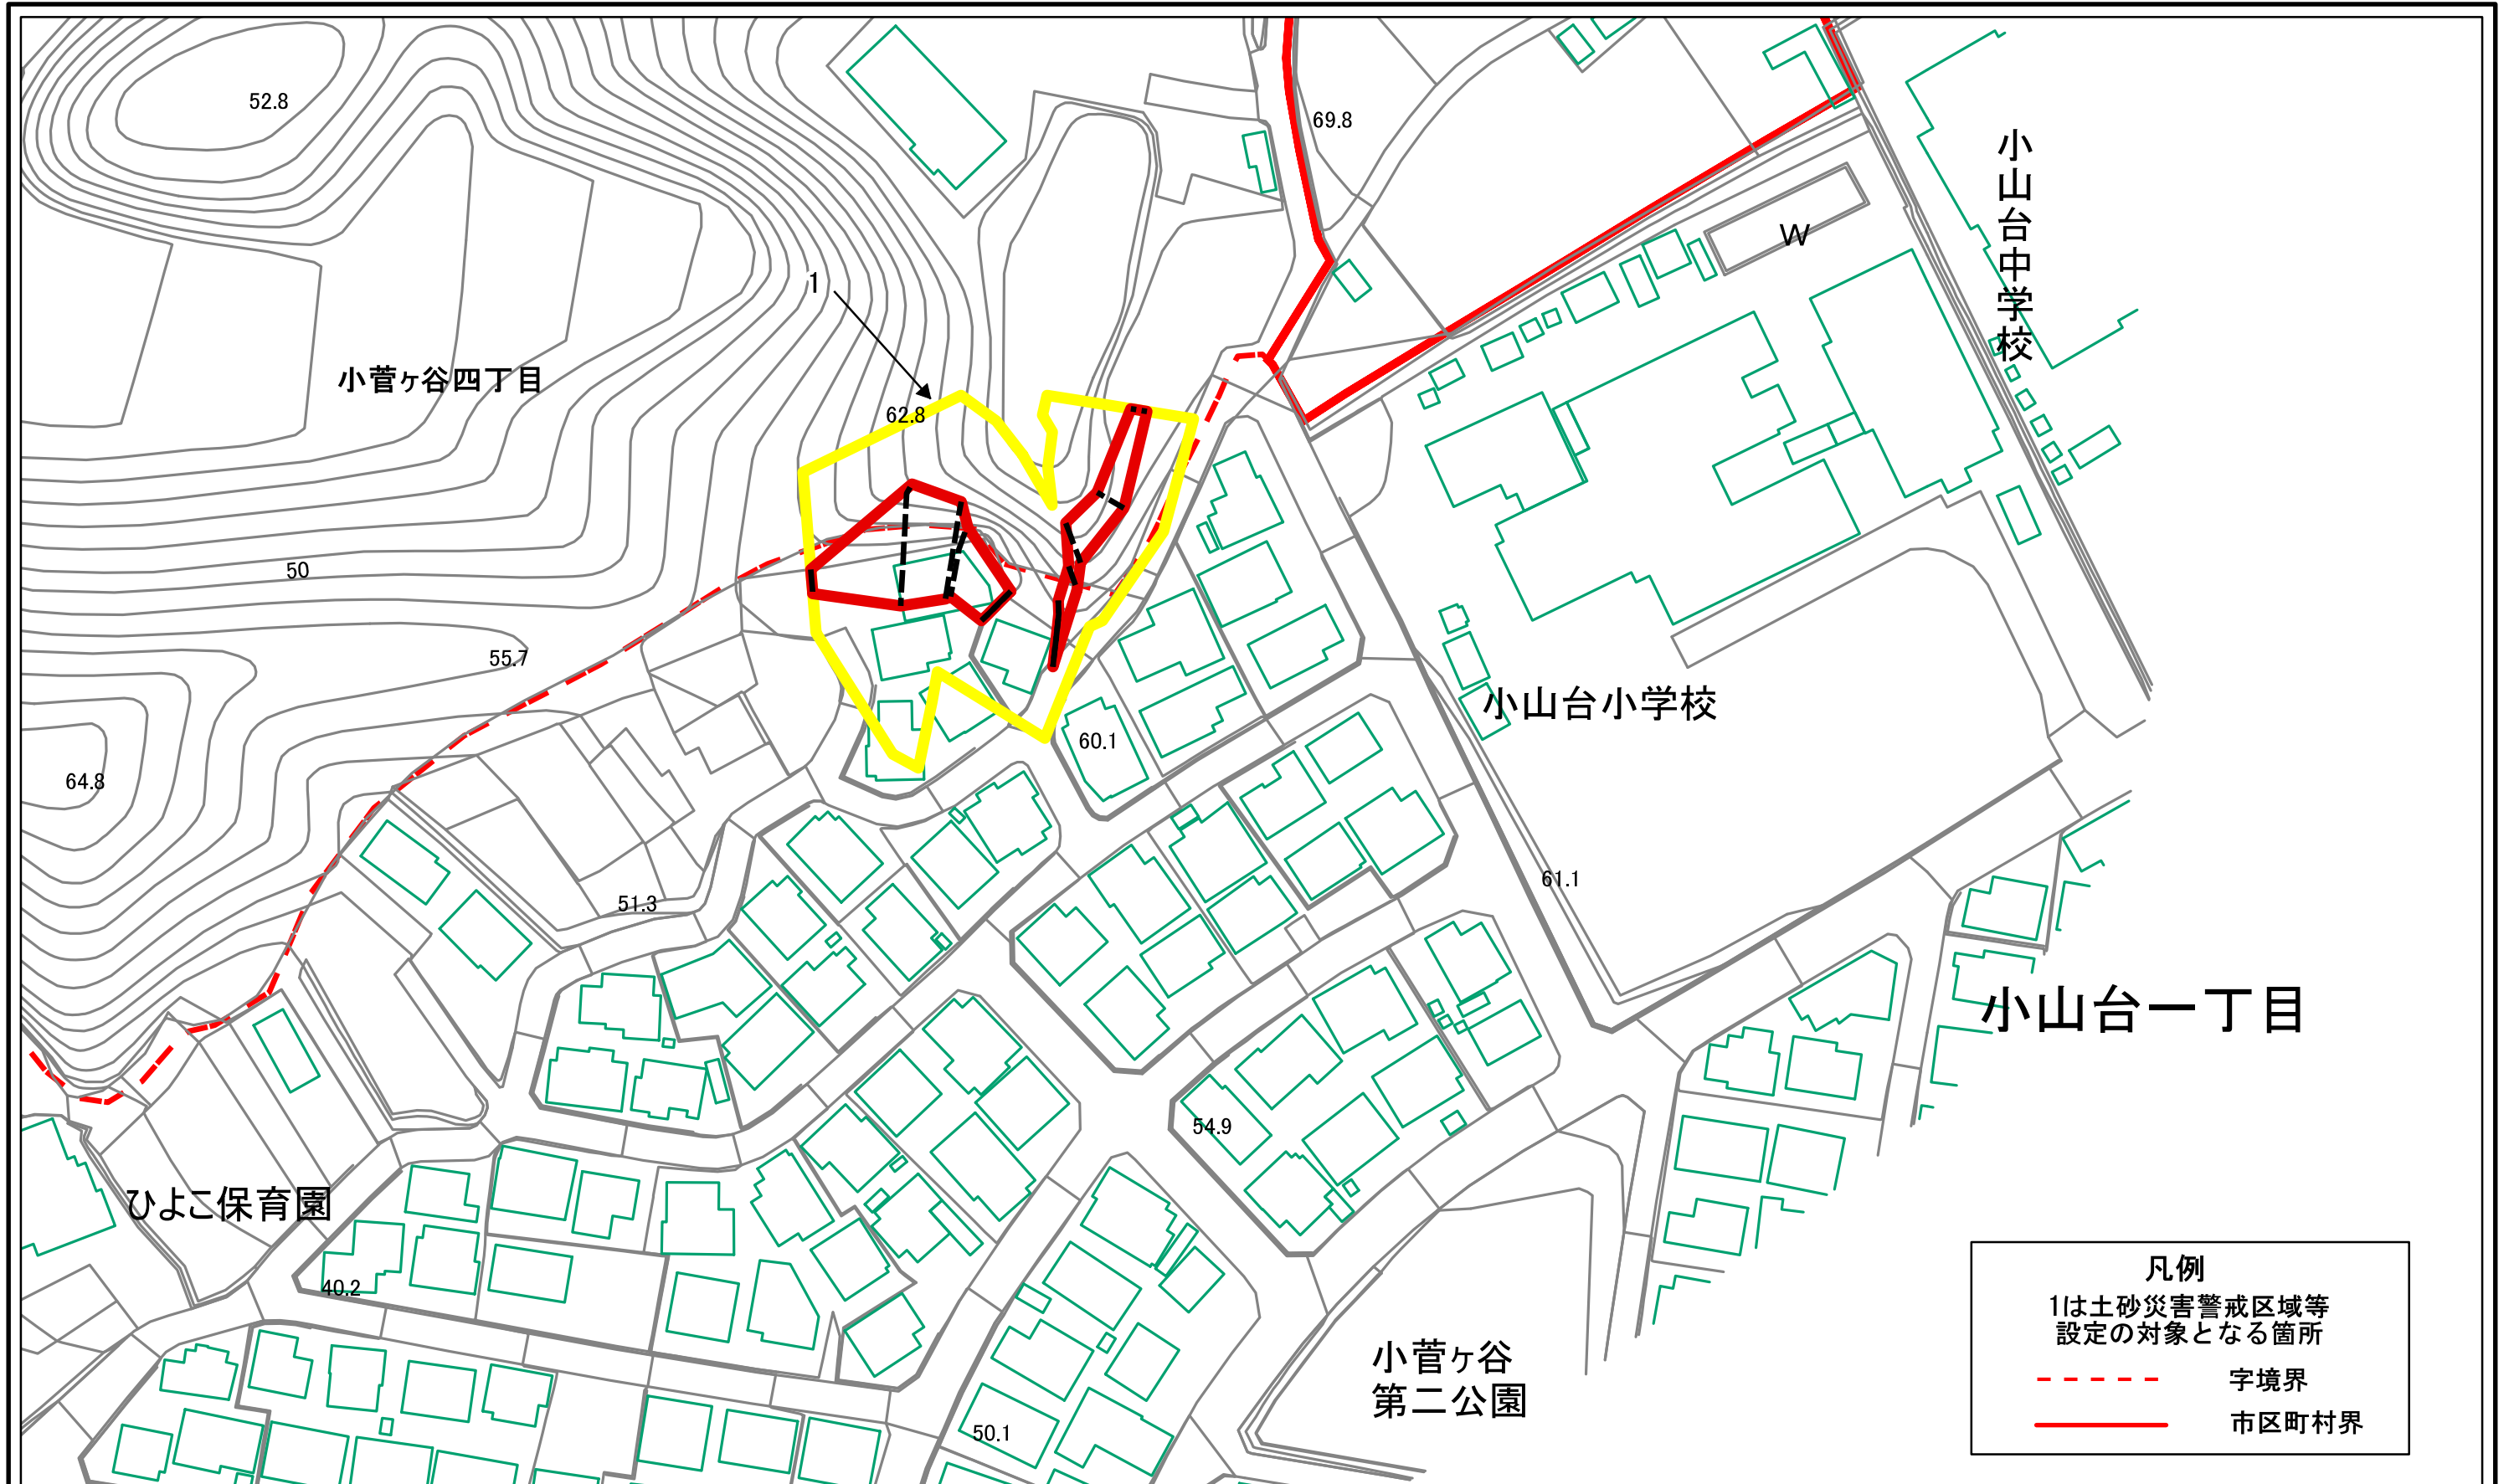 52.8
69.8
小山台中学校
W
1
小菅ヶ谷四丁目
62.8
50
55.7
小山台小学校
60.1
64.8
61.1
51.3
小山台一丁目
54.9
ひよこ保育園
40.2
小菅ヶ谷
第二公園
50.1
凡例
1は土砂災害警戒区域等
設定の対象となる箇所
字境界
市区町村界